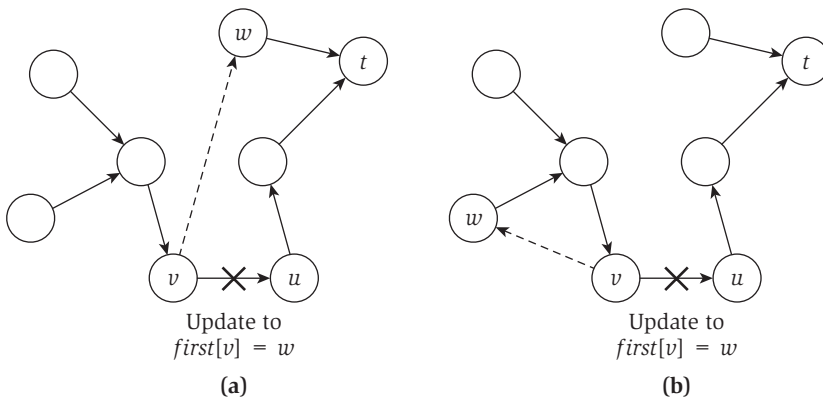 w
t
v
u
Update to
first[v] = w
(a)
t
w
v
u
Update to
first[v] = w
(b)